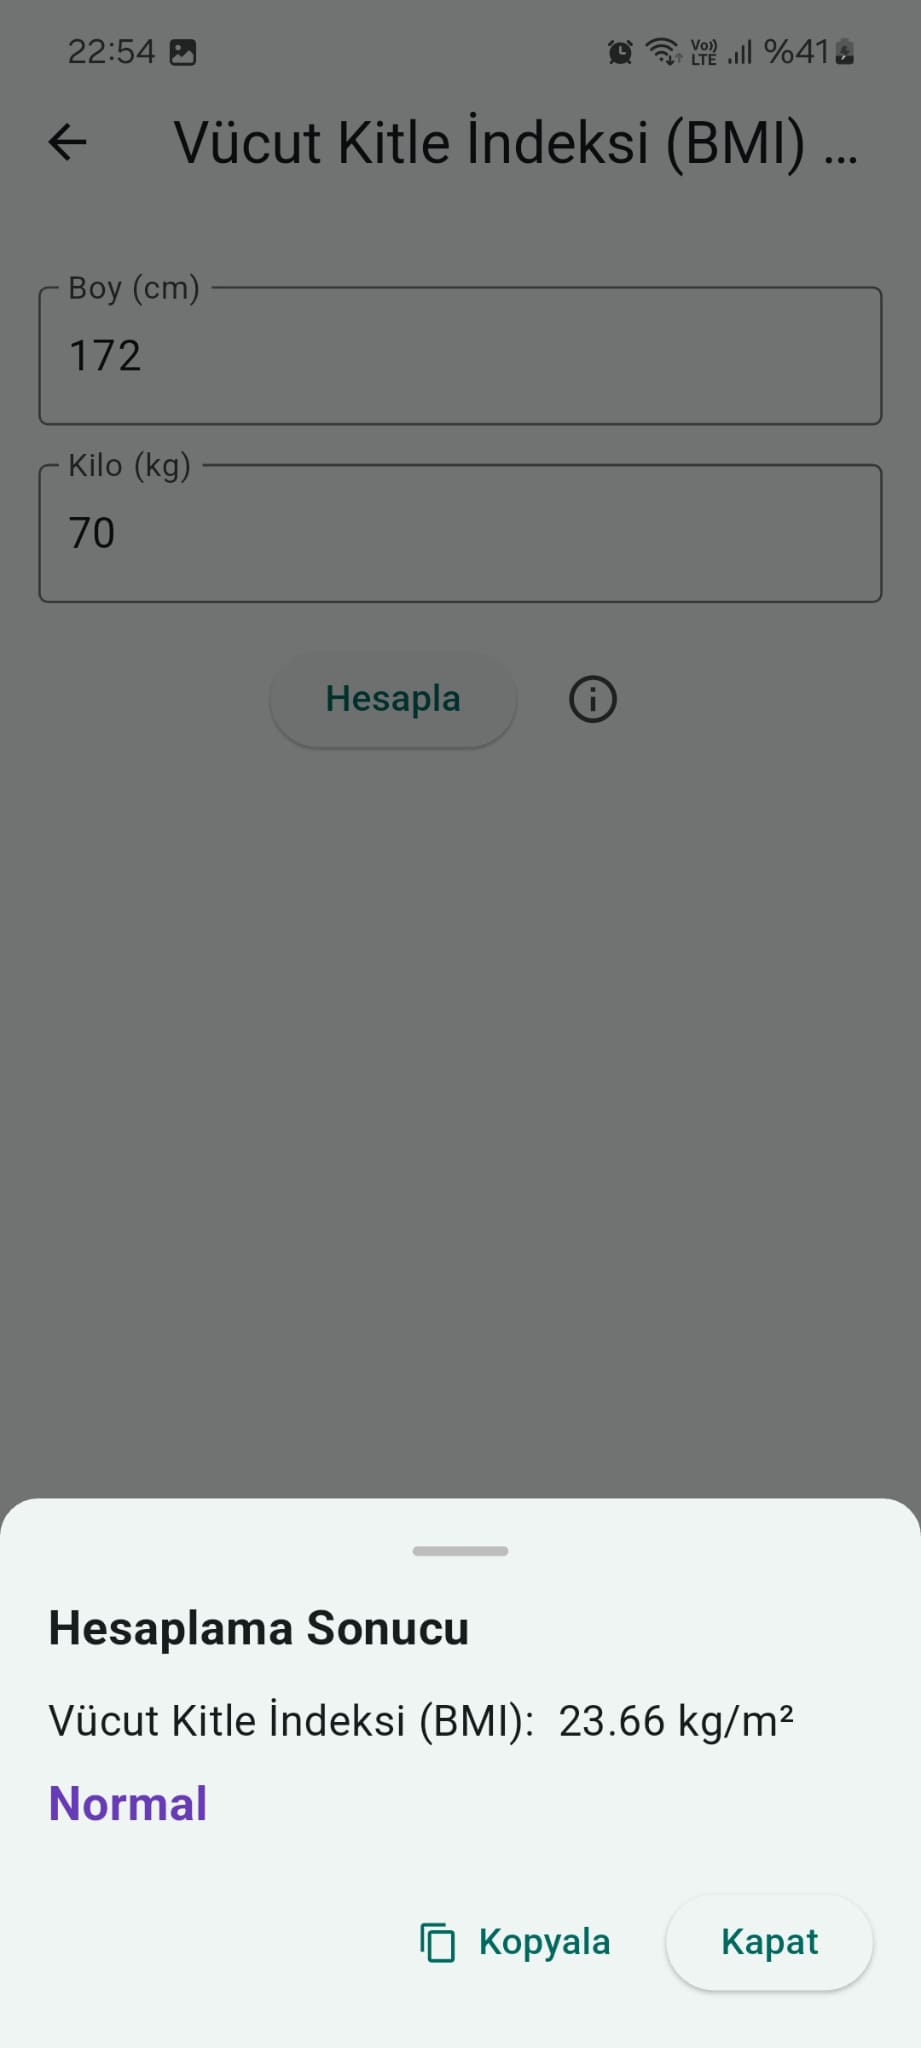 22:54 Vo)) LTE %41
Vücut Kitle İndeksi (BMI) ...
Boy (cm)
172
Kilo (kg)
70
Hesapla
Hesaplama Sonucu
Vücut Kitle İndeksi (BMI): 23.66 kg/m²
Normal
Kopyala Kapat